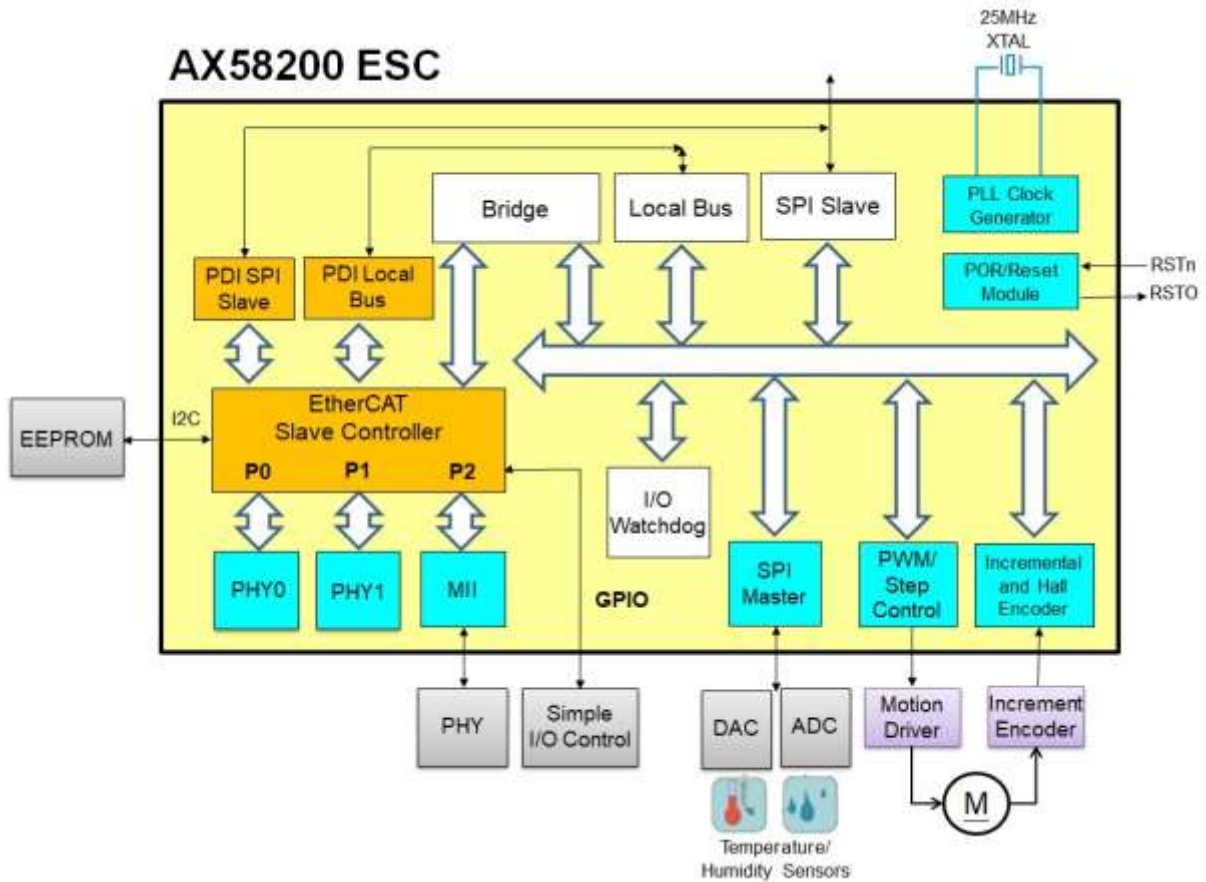 25MHz
XTAL
AX58200 ESC
Bridge
Local Bus
SPI Slave
PLL Clock
Generator
PDI SPI
Slave
PDI Local
Bus
POR/Reset
Module
RSTn
RSTO
EEPROM
I2C
EtherCAT
Slave Controller
P0
P1
P2
I/O
Watchdog
PHY0
PHY1
MII
GPIO
SPI
Master
PWM/
Step
Control
Incremental
and Hall
Encoder
PHY
Simple
I/O Control
DAC
ADC
Motion
Driver
Increment
Encoder
M
Temperature/
Humidity Sensors